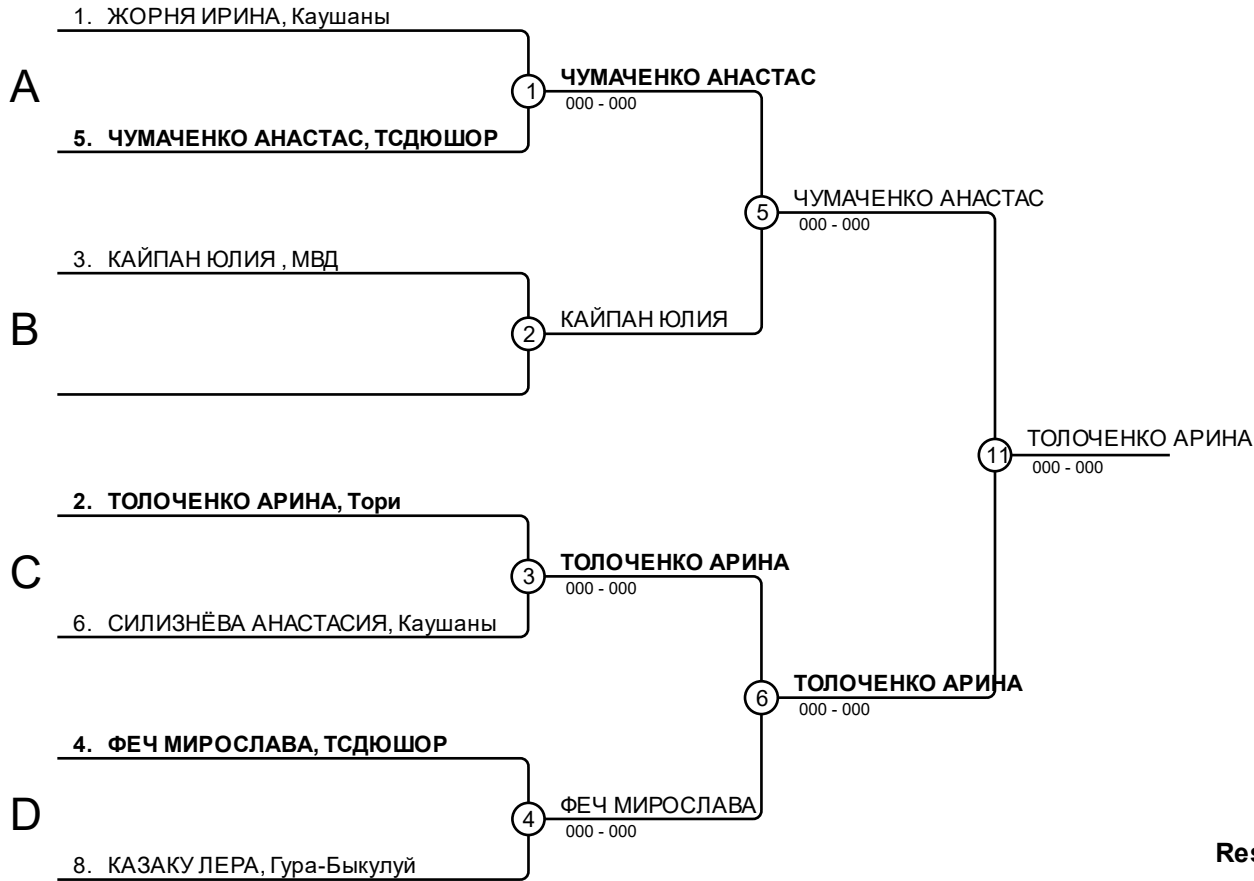 1. ЖОРНЯ ИРИНА, Каушаны
A
1
ЧУМАЧЕНКО АНАСТАС
000 - 000
5. ЧУМАЧЕНКО АНАСТАС, ТСДЮШОР
5
ЧУМАЧЕНКО АНАСТАС
000 - 000
3. КАЙПАН ЮЛИЯ , МВД
B
2
КАЙПАН ЮЛИЯ
11
ТОЛОЧЕНКО АРИНА
000 - 000
2. ТОЛОЧЕНКО АРИНА, Тори
C
3
ТОЛОЧЕНКО АРИНА
000 - 000
6. СИЛИЗНЁВА АНАСТАСИЯ, Каушаны
6
ТОЛОЧЕНКО АРИНА
000 - 000
4. ФЕЧ МИРОСЛАВА, ТСДЮШОР
D
4
ФЕЧ МИРОСЛАВА
000 - 000
8. КАЗАКУ ЛЕРА, Гура-Быкулуй
Res